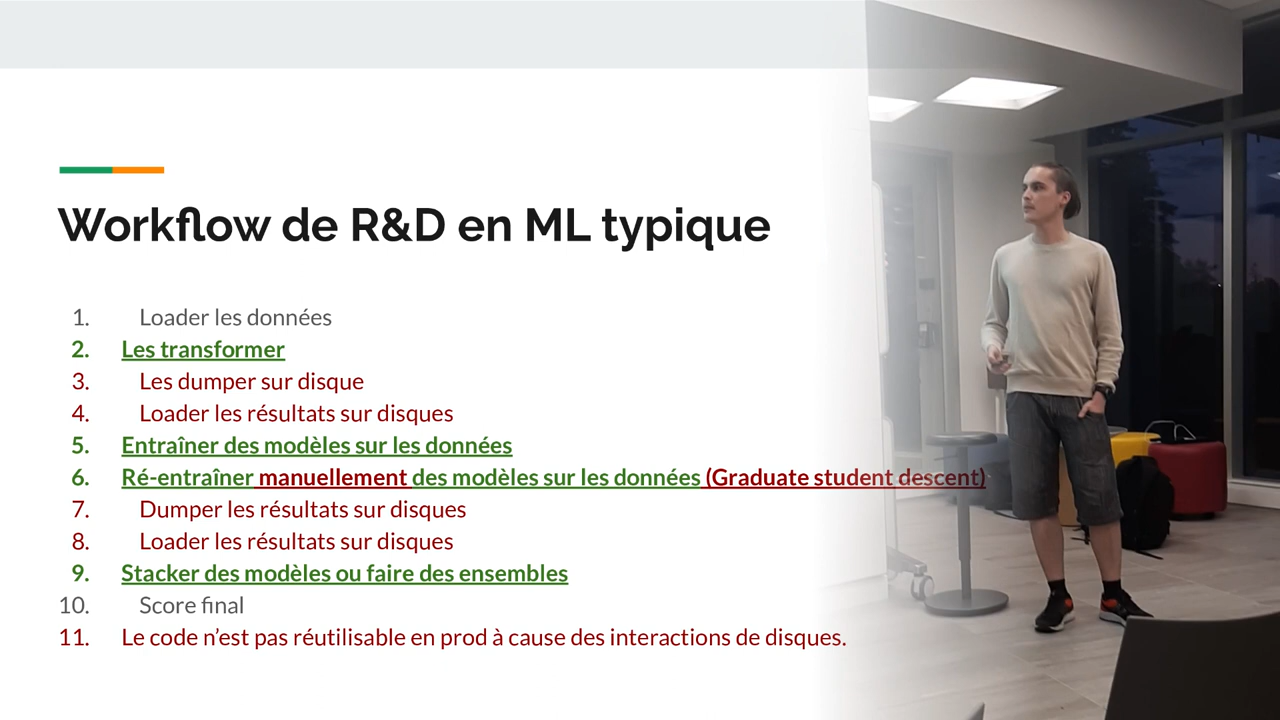 Workflow de R&D en ML typique
1. Loader les données
2. Les transformer
3. Les dumper sur disque
4. Loader les résultats sur disques
5. Entraîner des modèles sur les données
6. Ré-entraîner manuellement des modèles sur les données (Graduate student descent)
7. Dumper les résultats sur disques
8. Loader les résultats sur disques
9. Stacker des modèles ou faire des ensembles
10. Score final
11. Le code n’est pas réutilisable en prod à cause des interactions de disques.